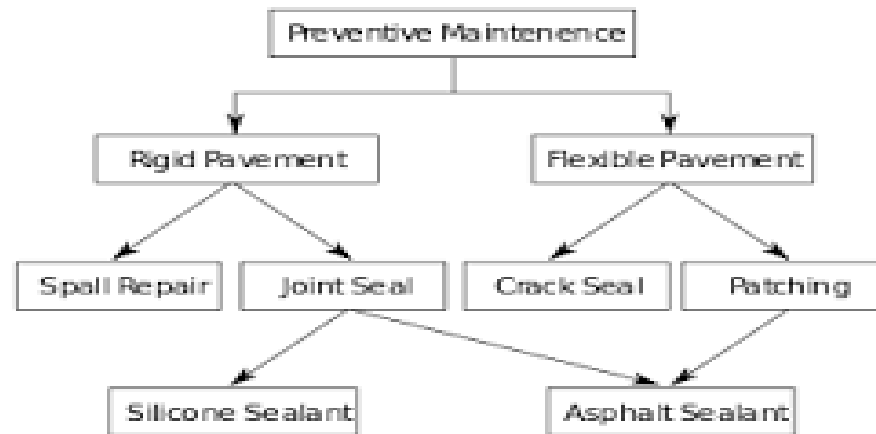 Preventive Maintenence
Rigid Pavement
Flexible Pavement
Spall Repair
Joint Seal
Crack Seal
Patching
Silicone Sealant
Asphalt Sealant